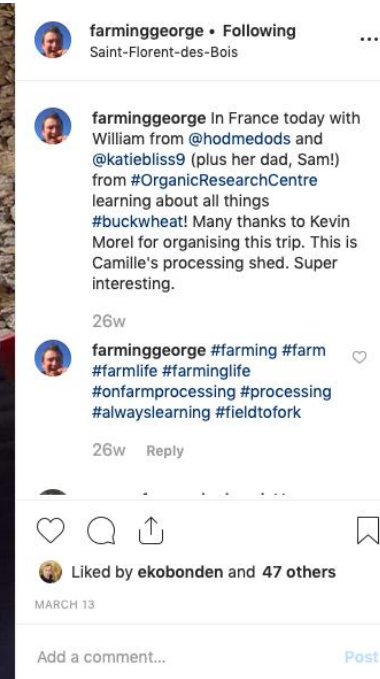 farminggeorge • Following
Saint-Florent-des-Bois
farminggeorge In France today with
William from @hodmedods and
@katiebliss9 (plus her dad, Sam!)
from #OrganicResearchCentre
learning about all things
#buckwheat! Many thanks to Kevin
Morel for organising this trip. This is
Camille's processing shed. Super
interesting.
26w
farminggeorge #farming #farm
#farmlife #farminglife
#onfarmprocessing #processing
#alwayslearning #fieldtofork
26w Reply
Liked by ekobonden and 47 others
MARCH 13
Add a comment... Post